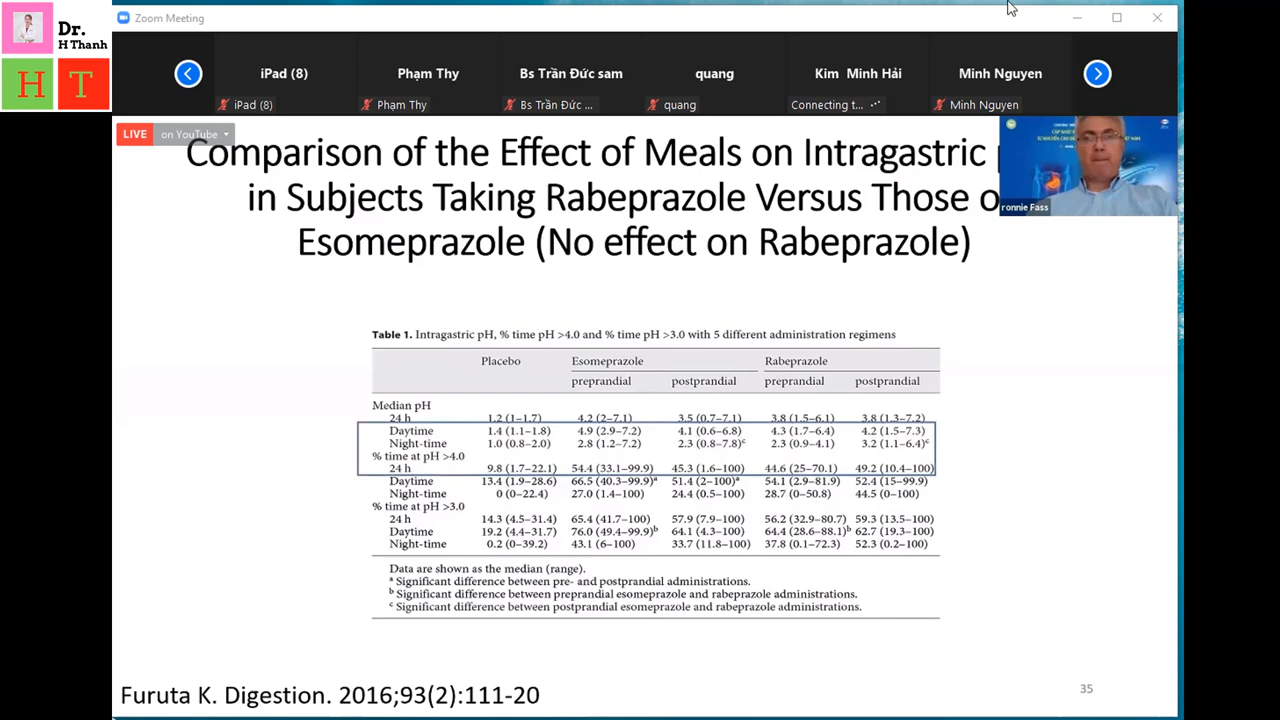 Dr.
H Thanh
H T
Zoom Meeting
iPad (8) Phạm Thy Bs Trần Đức sam quang Kim Minh Hải Minh Nguyen
iPad (8) Phạm Thy Bs Trần Đức ... quang Connecting t... Minh Nguyen
LIVE on YouTube
Comparison of the Effect of Meals on Intragastric
in Subjects Taking Rabeprazole Versus Those
Esomeprazole (No effect on Rabeprazole)
ronnie Fass
Table 1. Intragastric pH, % time pH >4.0 and % time pH >3.0 with 5 different administration regimens
Placebo Esomeprazole Rabeprazole
preprandial postprandial preprandial postprandial
Median pH
24 h 1.2 (1–1.7) 4.2 (2–7.1) 3.5 (0.7–7.1) 3.8 (1.5–6.1) 3.8 (1.3–7.2)
Daytime 1.4 (1.1–1.8) 4.9 (2.9–7.2) 4.1 (0.6–6.8) 4.3 (1.7–6.4) 4.2 (1.5–7.3)
Night-time 1.0 (0.8–2.0) 2.8 (1.2–7.2) 2.3 (0.8–7.8)c 2.3 (0.9–4.1) 3.2 (1.1–6.4)c
% time at pH >4.0
24 h 9.8 (1.7–22.1) 54.4 (33.1–99.9) 45.3 (1.6–100) 44.6 (25–70.1) 49.2 (10.4–100)
Daytime 13.4 (1.9–28.6) 66.5 (40.3–99.9)a 51.4 (2–100)a 54.1 (2.9–81.9) 52.4 (15–99.9)
Night-time 0 (0–22.4) 27.0 (1.4–100) 24.4 (0.5–100) 28.7 (0–50.8) 44.5 (0–100)
% time at pH >3.0
24 h 14.3 (4.5–31.4) 65.4 (41.7–100) 57.9 (7.9–100) 56.2 (32.9–80.7) 59.3 (13.5–100)
Daytime 19.2 (4.4–31.7) 76.0 (49.4–99.9)b 64.1 (4.3–100) 64.4 (28.6–88.1)b 62.7 (19.3–100)
Night-time 0.2 (0–39.2) 43.1 (6–100) 33.7 (11.8–100) 37.8 (0.1–72.3) 52.3 (0.2–100)
Data are shown as the median (range).
a Significant difference between pre- and postprandial administrations.
b Significant difference between preprandial esomeprazole and rabeprazole administrations.
c Significant difference between postprandial esomeprazole and rabeprazole administrations.
Furuta K. Digestion. 2016;93(2):111-20
35